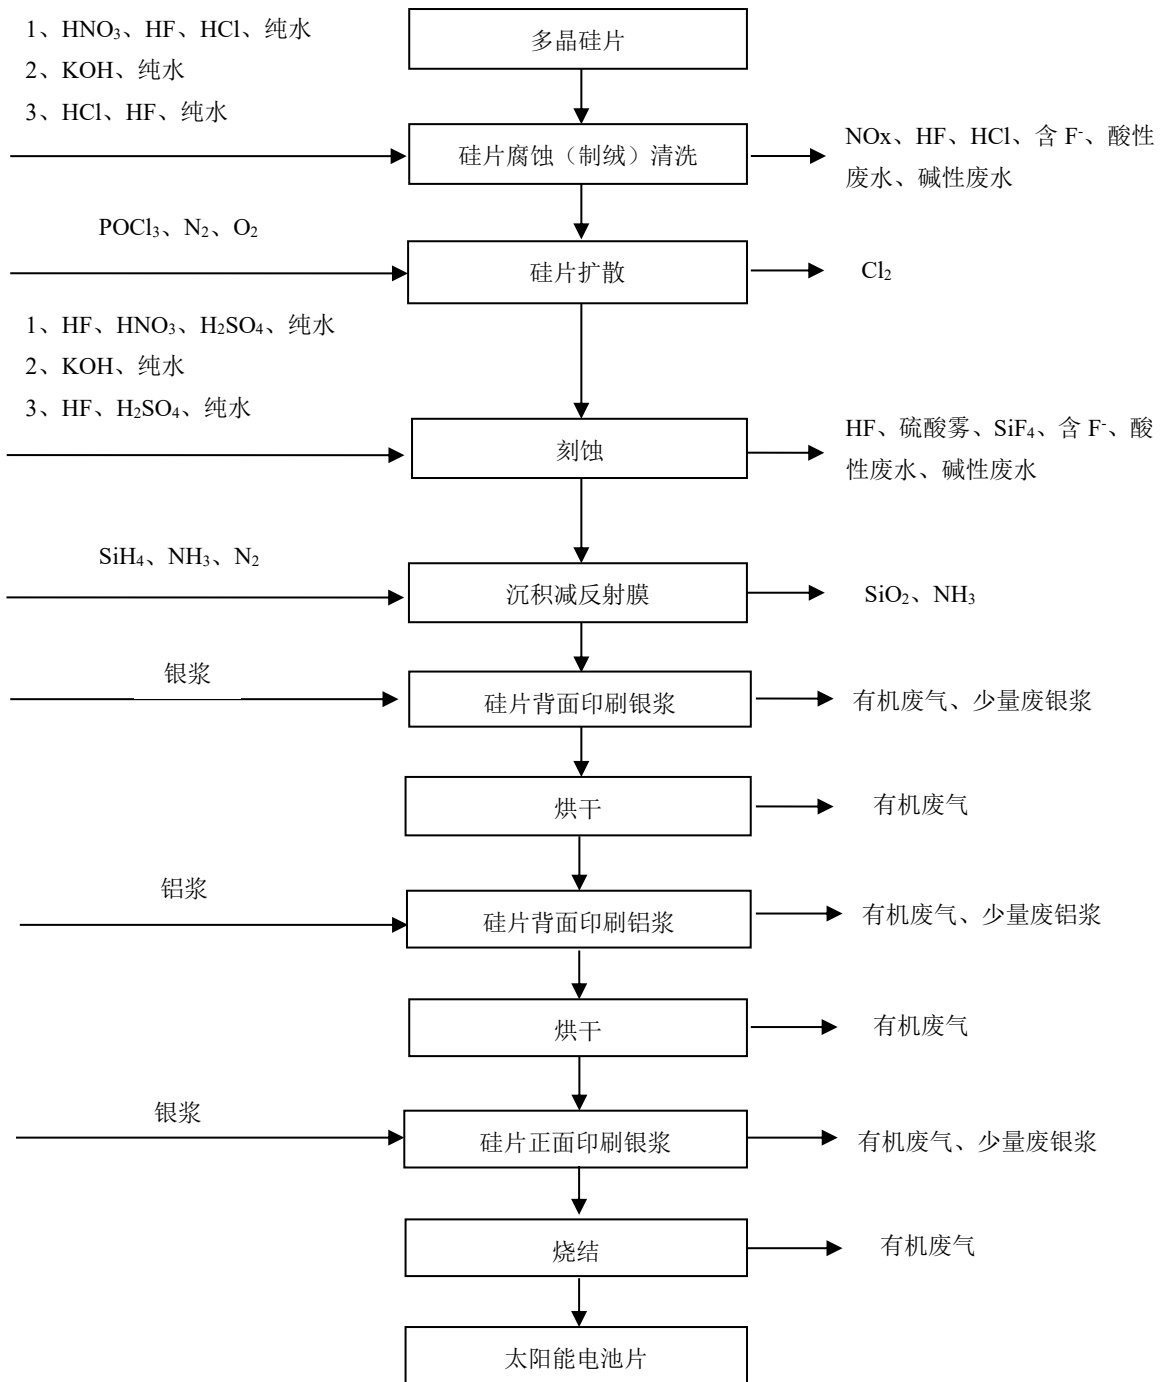 1、HNO₃、HF、HCl、纯水
2、KOH、纯水
3、HCl、HF、纯水
多晶硅片
硅片腐蚀（制绒）清洗
NOx、HF、HCl、含 F⁻、酸性
废水、碱性废水
POCl₃、N₂、O₂
硅片扩散
Cl₂
1、HF、HNO₃、H₂SO₄、纯水
2、KOH、纯水
3、HF、H₂SO₄、纯水
刻蚀
HF、硫酸雾、SiF₄、含 F⁻、酸
性废水、碱性废水
SiH₄、NH₃、N₂
沉积减反射膜
SiO₂、NH₃
银浆
硅片背面印刷银浆
有机废气、少量废银浆
烘干
有机废气
铝浆
硅片背面印刷铝浆
有机废气、少量废铝浆
烘干
有机废气
银浆
硅片正面印刷银浆
有机废气、少量废银浆
烧结
有机废气
太阳能电池片